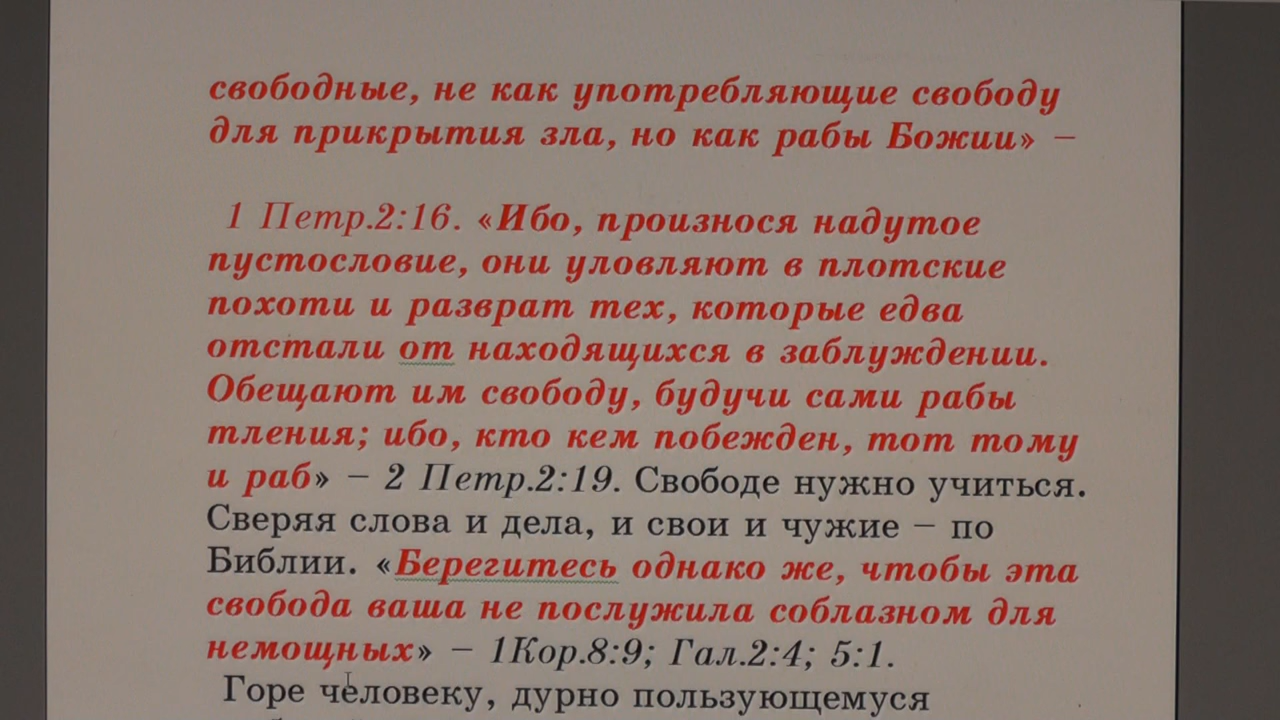 свободные, не как употребляющие свободу
для прикрытия зла, но как рабы Божии» –
1 Петр.2:16. «Ибо, произнося надутое
пустословие, они уловляют в плотские
похоти и разврат тех, которые едва
отстали от находящихся в заблуждении.
Обещают им свободу, будучи сами рабы
тления; ибо, кто кем побежден, тот тому
и раб» – 2 Петр.2:19. Свободе нужно учиться.
Сверяя слова и дела, и свои и чужие – по
Библии. «Берегитесь однако же, чтобы эта
свобода ваша не послужила соблазном для
немощных» – 1Кор.8:9; Гал.2:4; 5:1.
Горе человеку, дурно пользующемуся